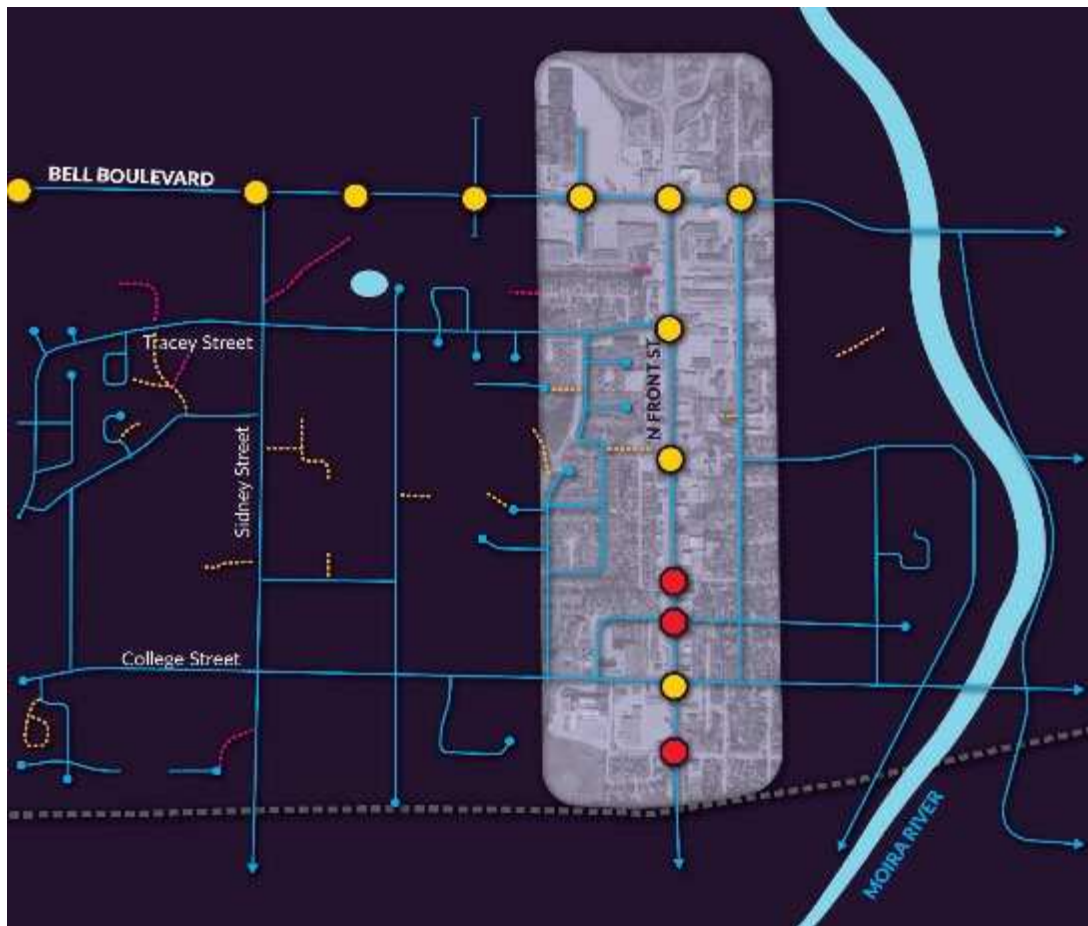 BELL BOULEVARD
Tracey Street
N FRONT ST
Sidney Street
College Street
MOIRA RIVER